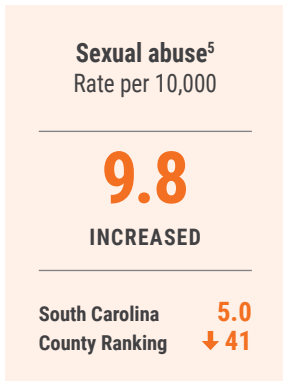 Sexual abuse⁵
Rate per 10,000
9.8
INCREASED
South Carolina 5.0
County Ranking 41